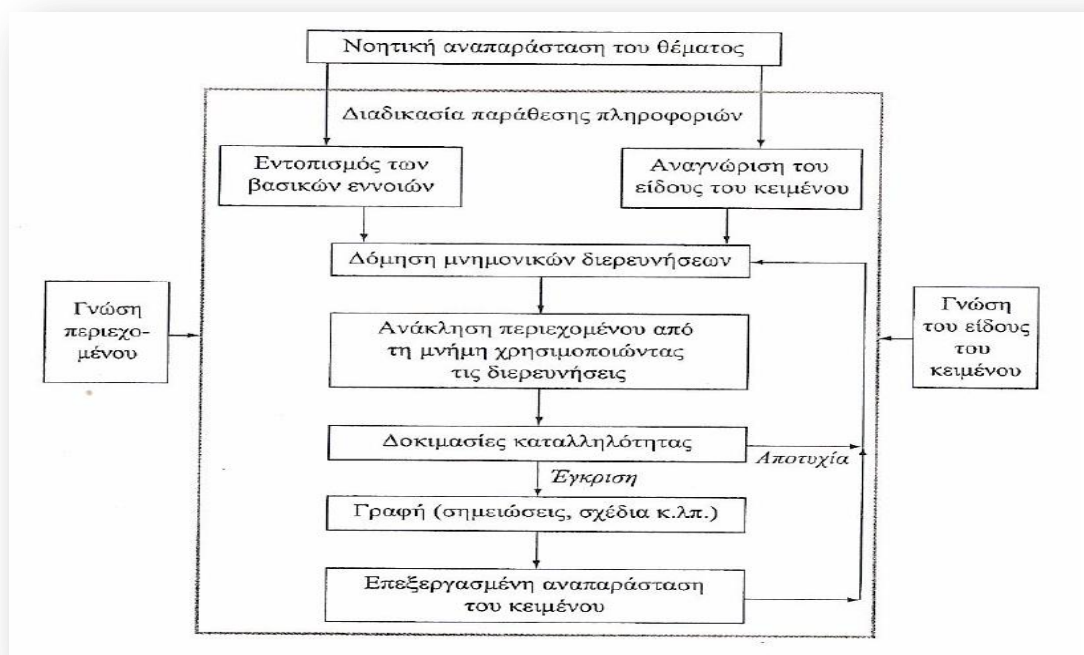 Νοητική αναπαράσταση του θέματος
Διαδικασία παράθεσης πληροφοριών
Εντοπισμός των
βασικών εννοιών
Αναγνώριση του
είδους του κειμένου
Δόμηση μνημονικών διερευνήσεων
Γνώση
περιεχο-
μένου
Ανάκληση περιεχομένου από
τη μνήμη χρησιμοποιώντας
τις διερευνήσεις
Γνώση
του είδους
του
κειμένου
Δοκιμασίες καταλληλότητας
Αποτυχία
Έγκριση
Γραφή (σημειώσεις, σχέδια κ.λπ.)
Επεξεργασμένη αναπαράσταση
του κειμένου